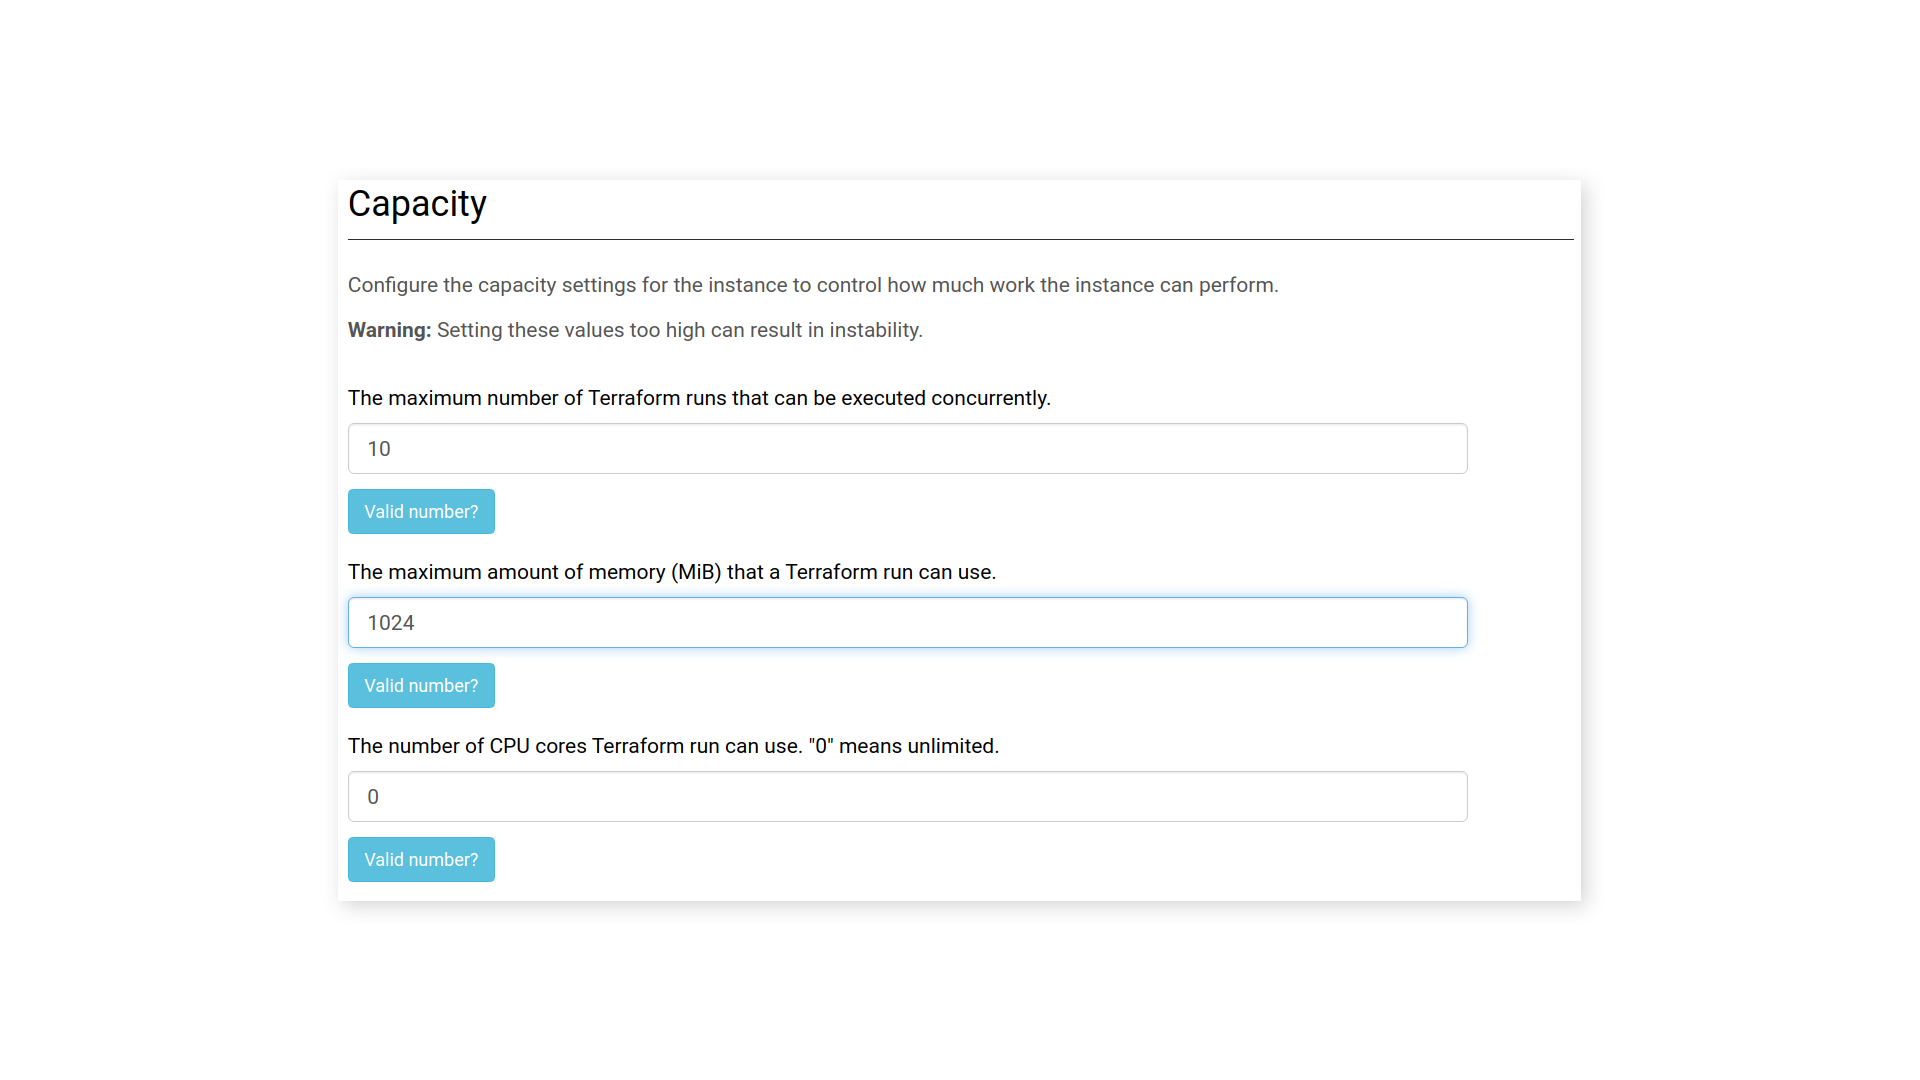 Capacity
Configure the capacity settings for the instance to control how much work the instance can perform.
Warning: Setting these values too high can result in instability.
The maximum number of Terraform runs that can be executed concurrently.
10
Valid number?
The maximum amount of memory (MiB) that a Terraform run can use.
1024
Valid number?
The number of CPU cores Terraform run can use. "0" means unlimited.
0
Valid number?